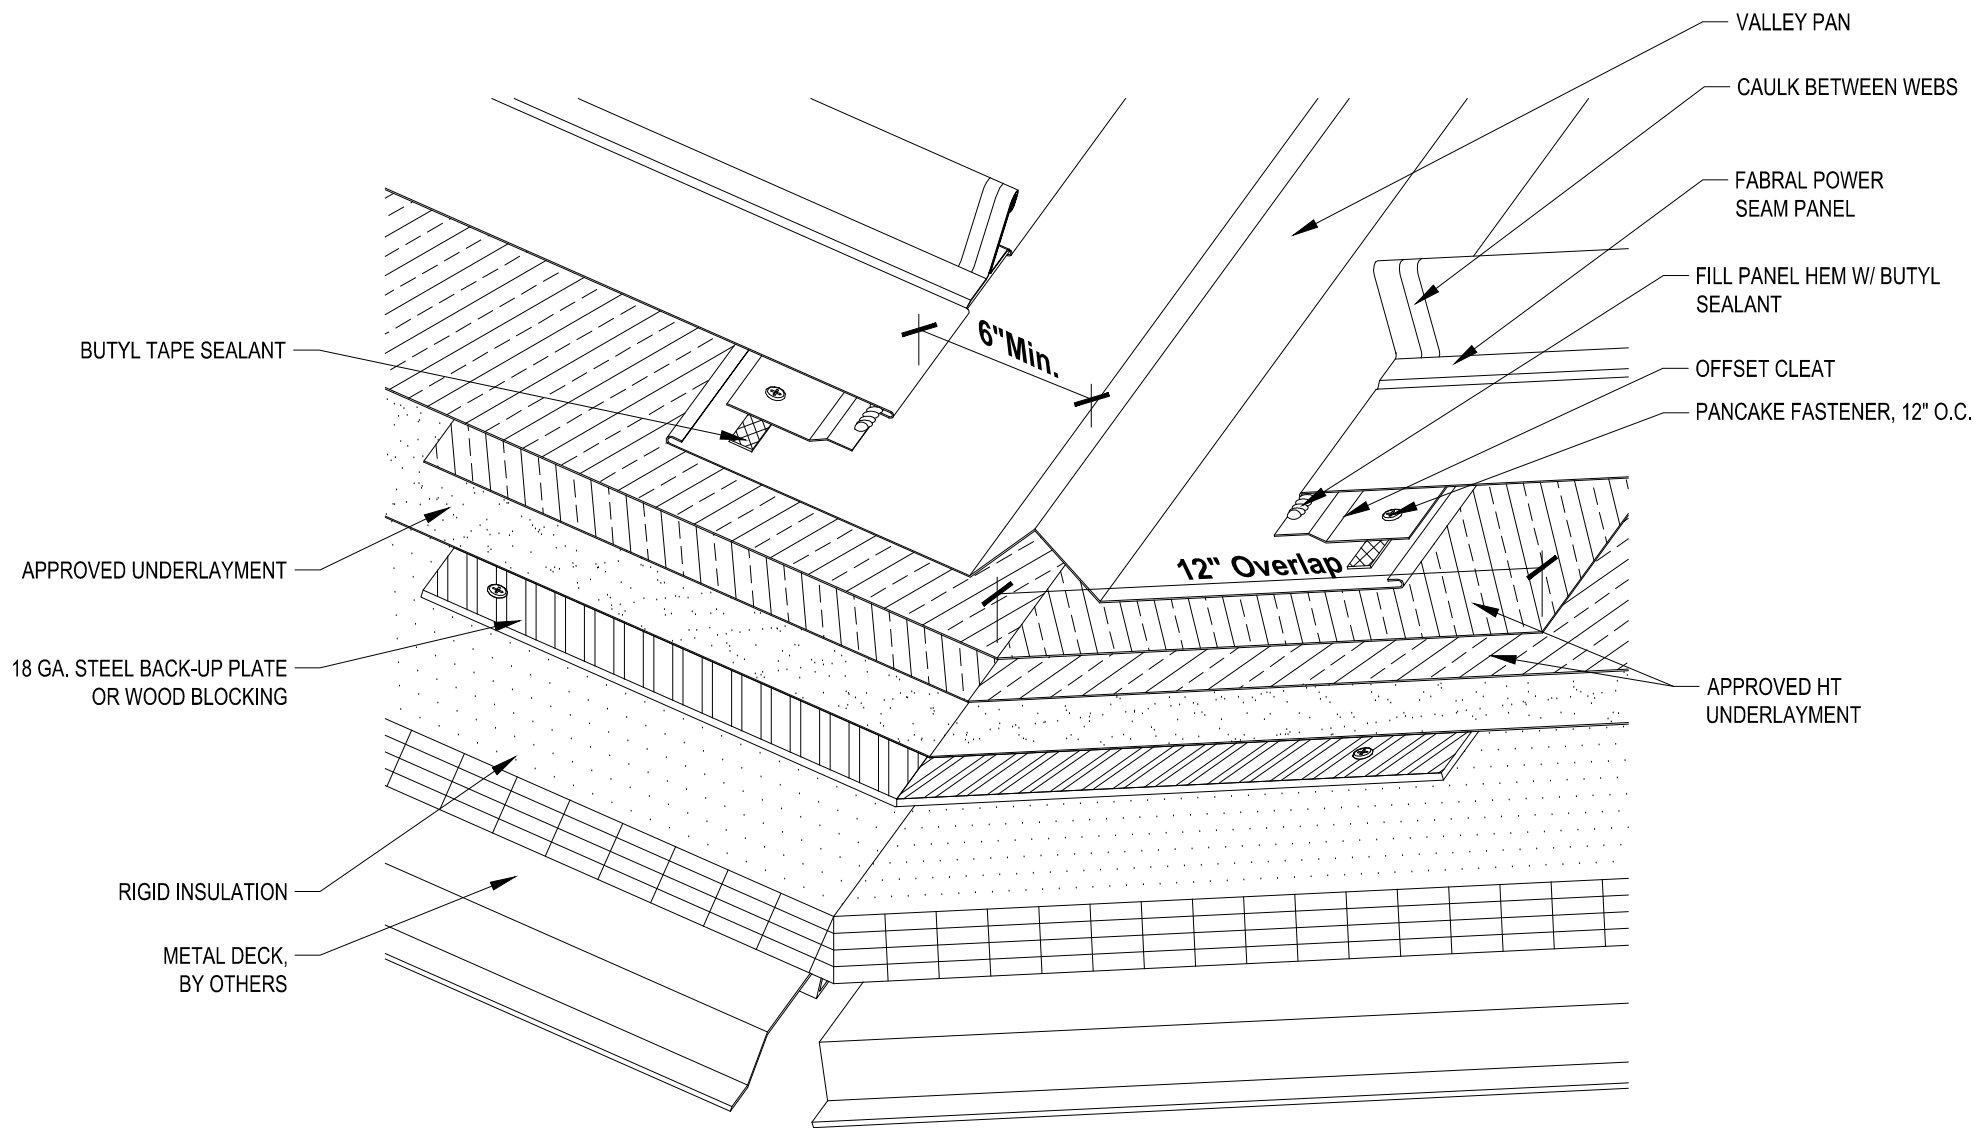 VALLEY PAN
CAULK BETWEEN WEBS
FABRAL POWER
SEAM PANEL
FILL PANEL HEM W/ BUTYL
SEALANT
6"Min.
BUTYL TAPE SEALANT
OFFSET CLEAT
PANCAKE FASTENER, 12" O.C.
12" Overlap
APPROVED UNDERLAYMENT
18 GA. STEEL BACK-UP PLATE
OR WOOD BLOCKING
APPROVED HT
UNDERLAYMENT
RIGID INSULATION
METAL DECK,
BY OTHERS